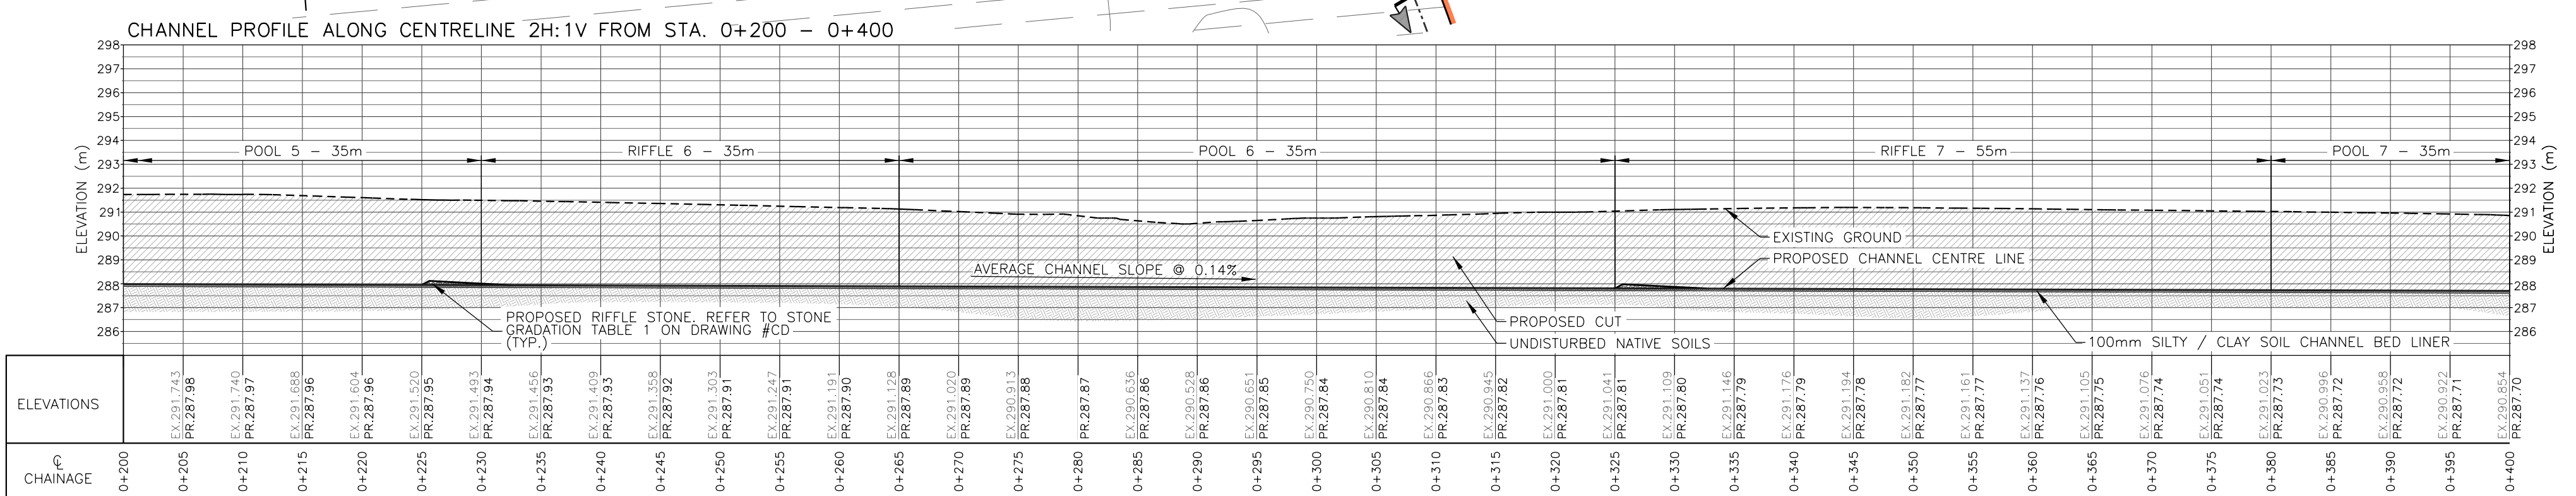 CHANNEL PROFILE ALONG CENTRELINE 2H:1V FROM STA. 0+200 - 0+400
298
297
296
295
294
293
292
291
290
289
288
287
286
ELEVATION (m)
298
297
296
295
294
293
292
291
290
289
288
287
286
ELEVATION (m)
POOL 5 - 35m
RIFFLE 6 - 35m
POOL 6 - 35m
RIFFLE 7 - 55m
POOL 7 - 35m
EXISTING GROUND
PROPOSED CHANNEL CENTRE LINE
AVERAGE CHANNEL SLOPE @ 0.14%
PROPOSED RIFFLE STONE. REFER TO STONE
GRADATION TABLE 1 ON DRAWING #CD
(TYP.)
PROPOSED CUT
UNDISTURBED NATIVE SOILS
100mm SILTY / CLAY SOIL CHANNEL BED LINER
ELEVATIONS
EX.291.743
PR.287.98
EX.291.740
PR.287.97
EX.291.688
PR.287.96
EX.291.604
PR.287.96
EX.291.520
PR.287.95
EX.291.493
PR.287.94
EX.291.456
PR.287.93
EX.291.409
PR.287.93
EX.291.358
PR.287.92
EX.291.303
PR.287.91
EX.291.247
PR.287.91
EX.291.191
PR.287.90
EX.291.128
PR.287.89
EX.291.020
PR.287.89
EX.290.913
PR.287.88
PR.287.87
EX.290.636
PR.287.86
EX.290.528
PR.287.86
EX.290.651
PR.287.85
EX.290.750
PR.287.84
EX.290.810
PR.287.84
EX.290.866
PR.287.83
EX.290.945
PR.287.82
EX.291.000
PR.287.81
EX.291.041
PR.287.81
EX.291.109
PR.287.80
EX.291.146
PR.287.79
EX.291.176
PR.287.79
EX.291.194
PR.287.78
EX.291.182
PR.287.77
EX.291.161
PR.287.77
EX.291.137
PR.287.76
EX.291.105
PR.287.75
EX.291.076
PR.287.74
EX.291.051
PR.287.74
EX.291.023
PR.287.73
EX.290.996
PR.287.72
EX.290.958
PR.287.72
EX.290.922
PR.287.71
EX.290.854
PR.287.70
℄
CHAINAGE
0+200
0+205
0+210
0+215
0+220
0+225
0+230
0+235
0+240
0+245
0+250
0+255
0+260
0+265
0+270
0+275
0+280
0+285
0+290
0+295
0+300
0+305
0+310
0+315
0+320
0+325
0+330
0+335
0+340
0+345
0+350
0+355
0+360
0+365
0+370
0+375
0+380
0+385
0+390
0+395
0+400